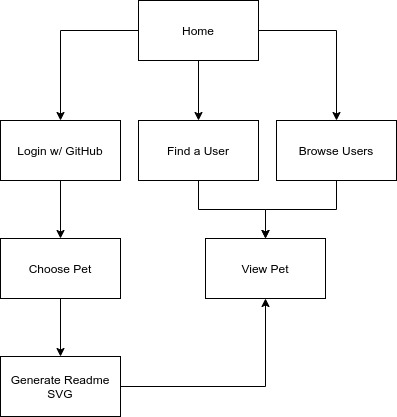 Home
Login w/ GitHub
Find a User
Browse Users
Choose Pet
View Pet
Generate Readme
SVG